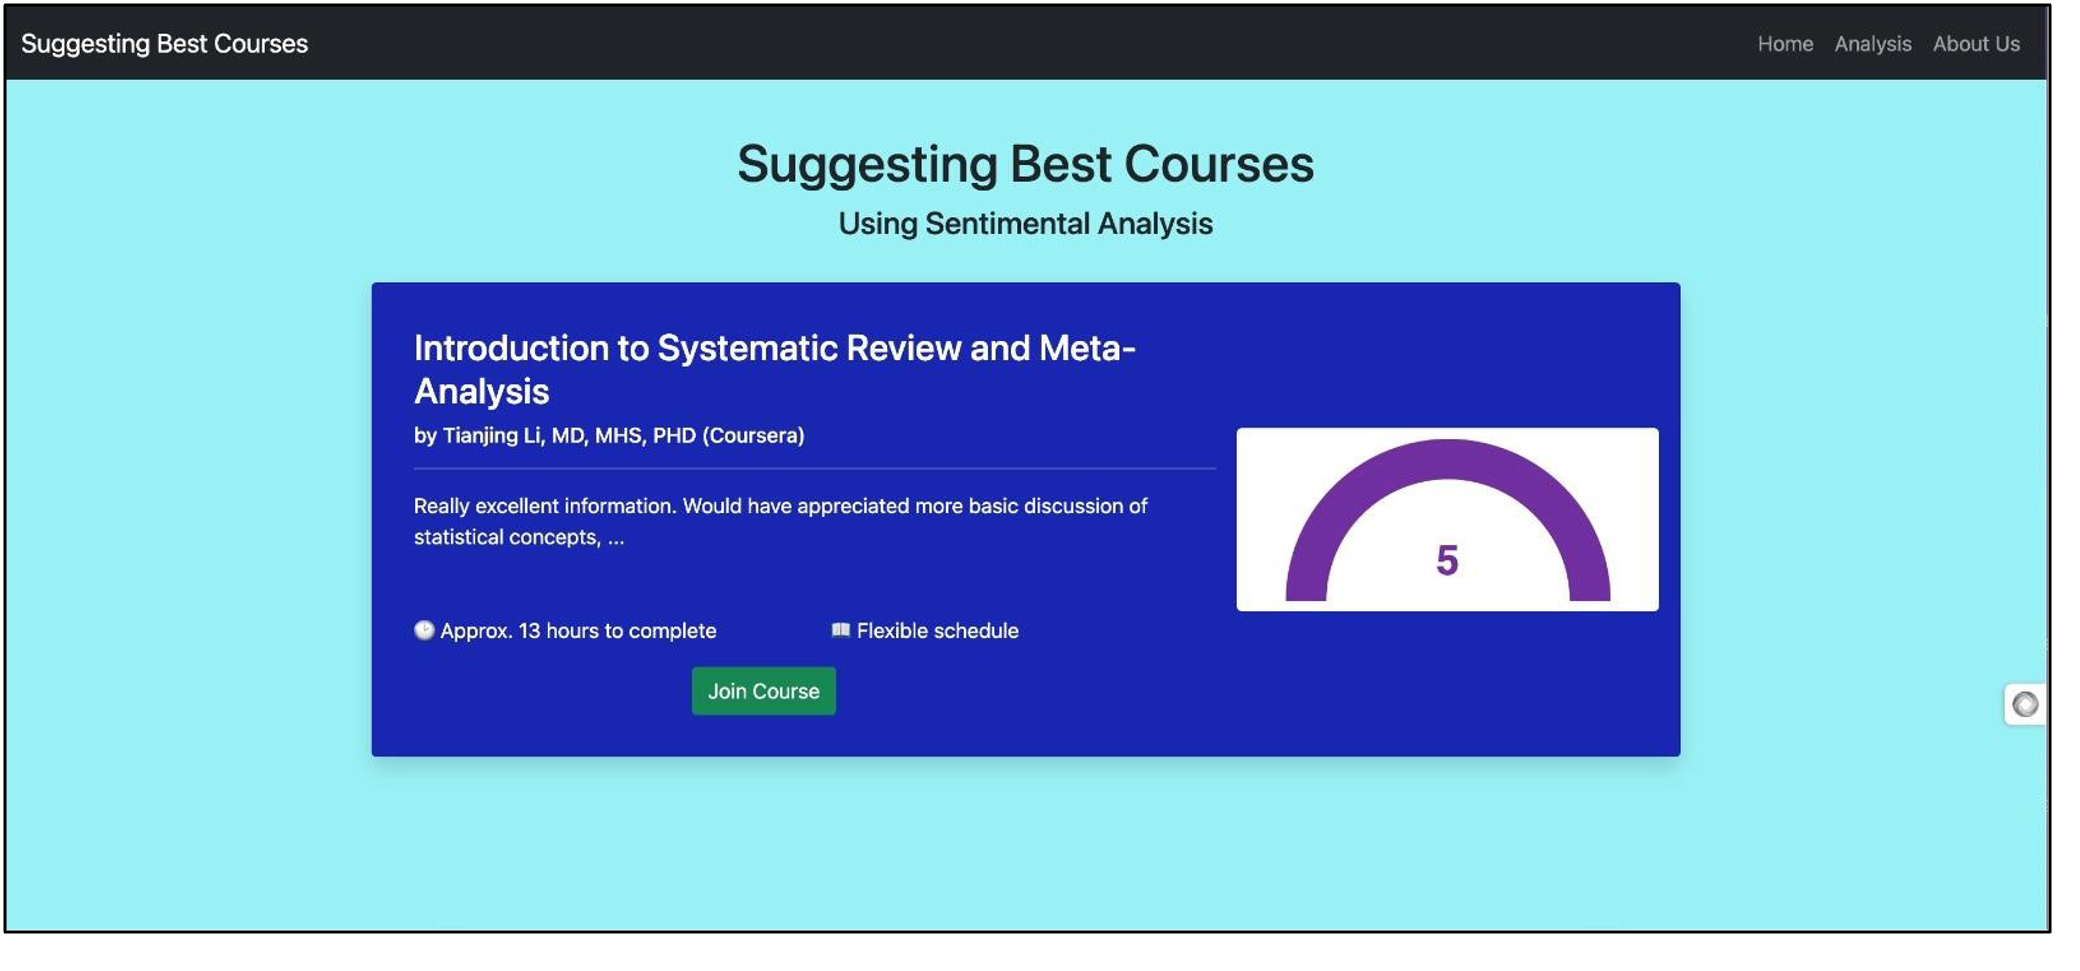 Suggesting Best Courses
Home Analysis About Us
Suggesting Best Courses
Using Sentimental Analysis
Introduction to Systematic Review and Meta-
Analysis
by Tianjing Li, MD, MHS, PHD (Coursera)
Really excellent information. Would have appreciated more basic discussion of
statistical concepts, ...
5
Approx. 13 hours to complete
Flexible schedule
Join Course